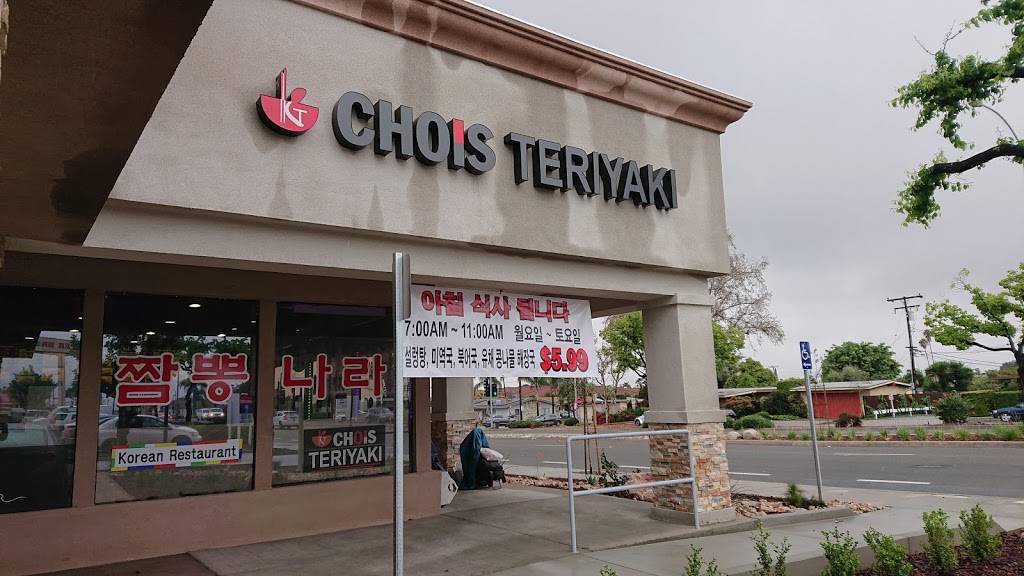 CHOIS TERIYAKI
아침 식사 됩니다
7:00AM ~ 11:00AM 월요일 ~ 토요일
설렁탕, 미역국, 북어국, 유채 콩나물 해장국 $5.99
짬뽕 나라
Korean Restaurant
CHOIS
TERIYAKI